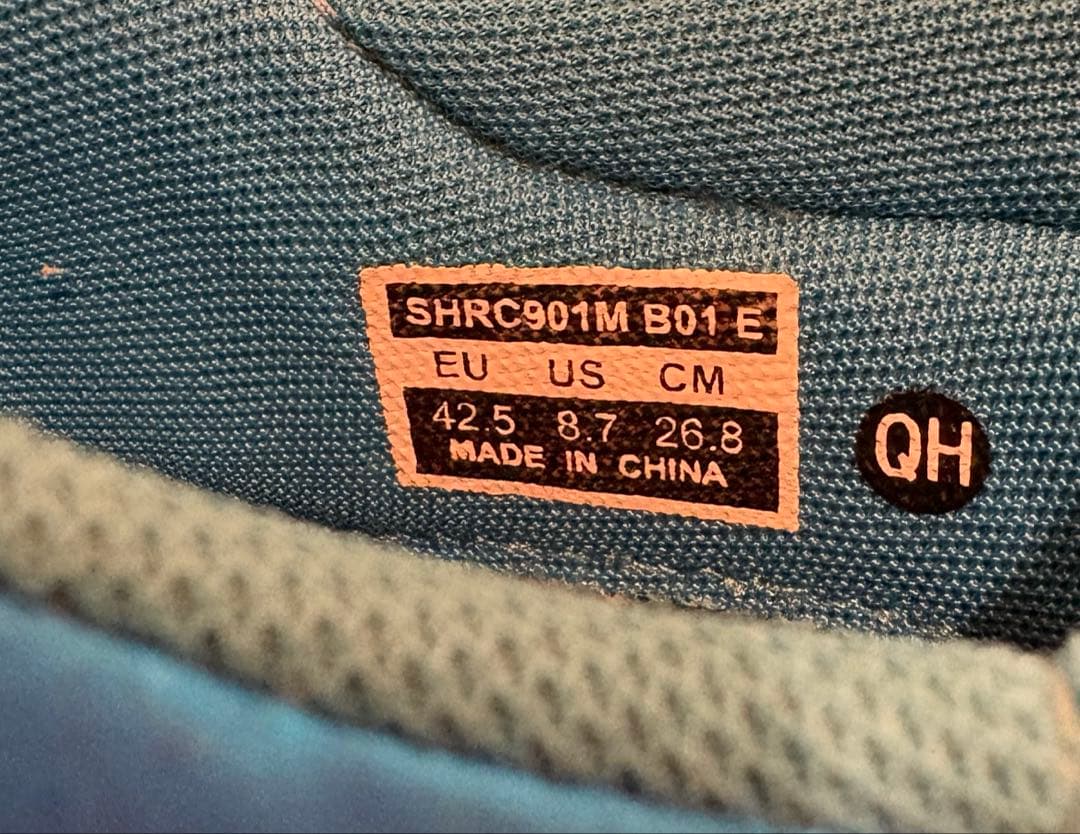 SHRC901M B01 E
EU US CM
42.5 8.7 26.8
MADE IN CHINA
QH